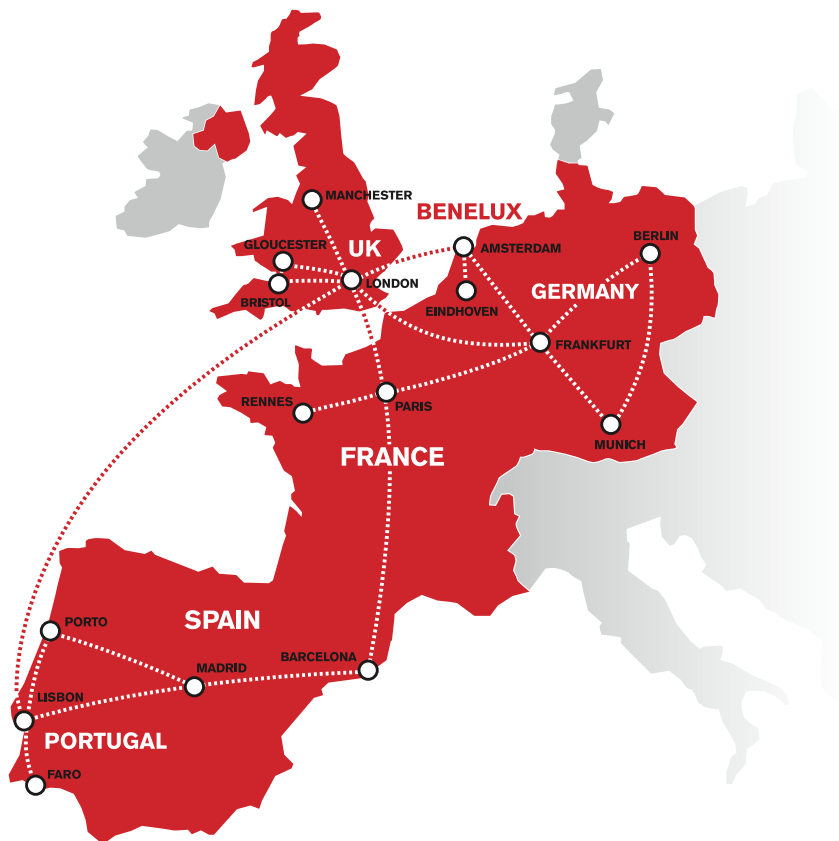 MANCHESTER
BENELUX
GLOUCESTER
UK
AMSTERDAM
BERLIN
LONDON
BRISTOL
EINDHOVEN
GERMANY
FRANKFURT
RENNES
PARIS
MUNICH
FRANCE
SPAIN
PORTO
BARCELONA
MADRID
LISBON
PORTUGAL
FARO